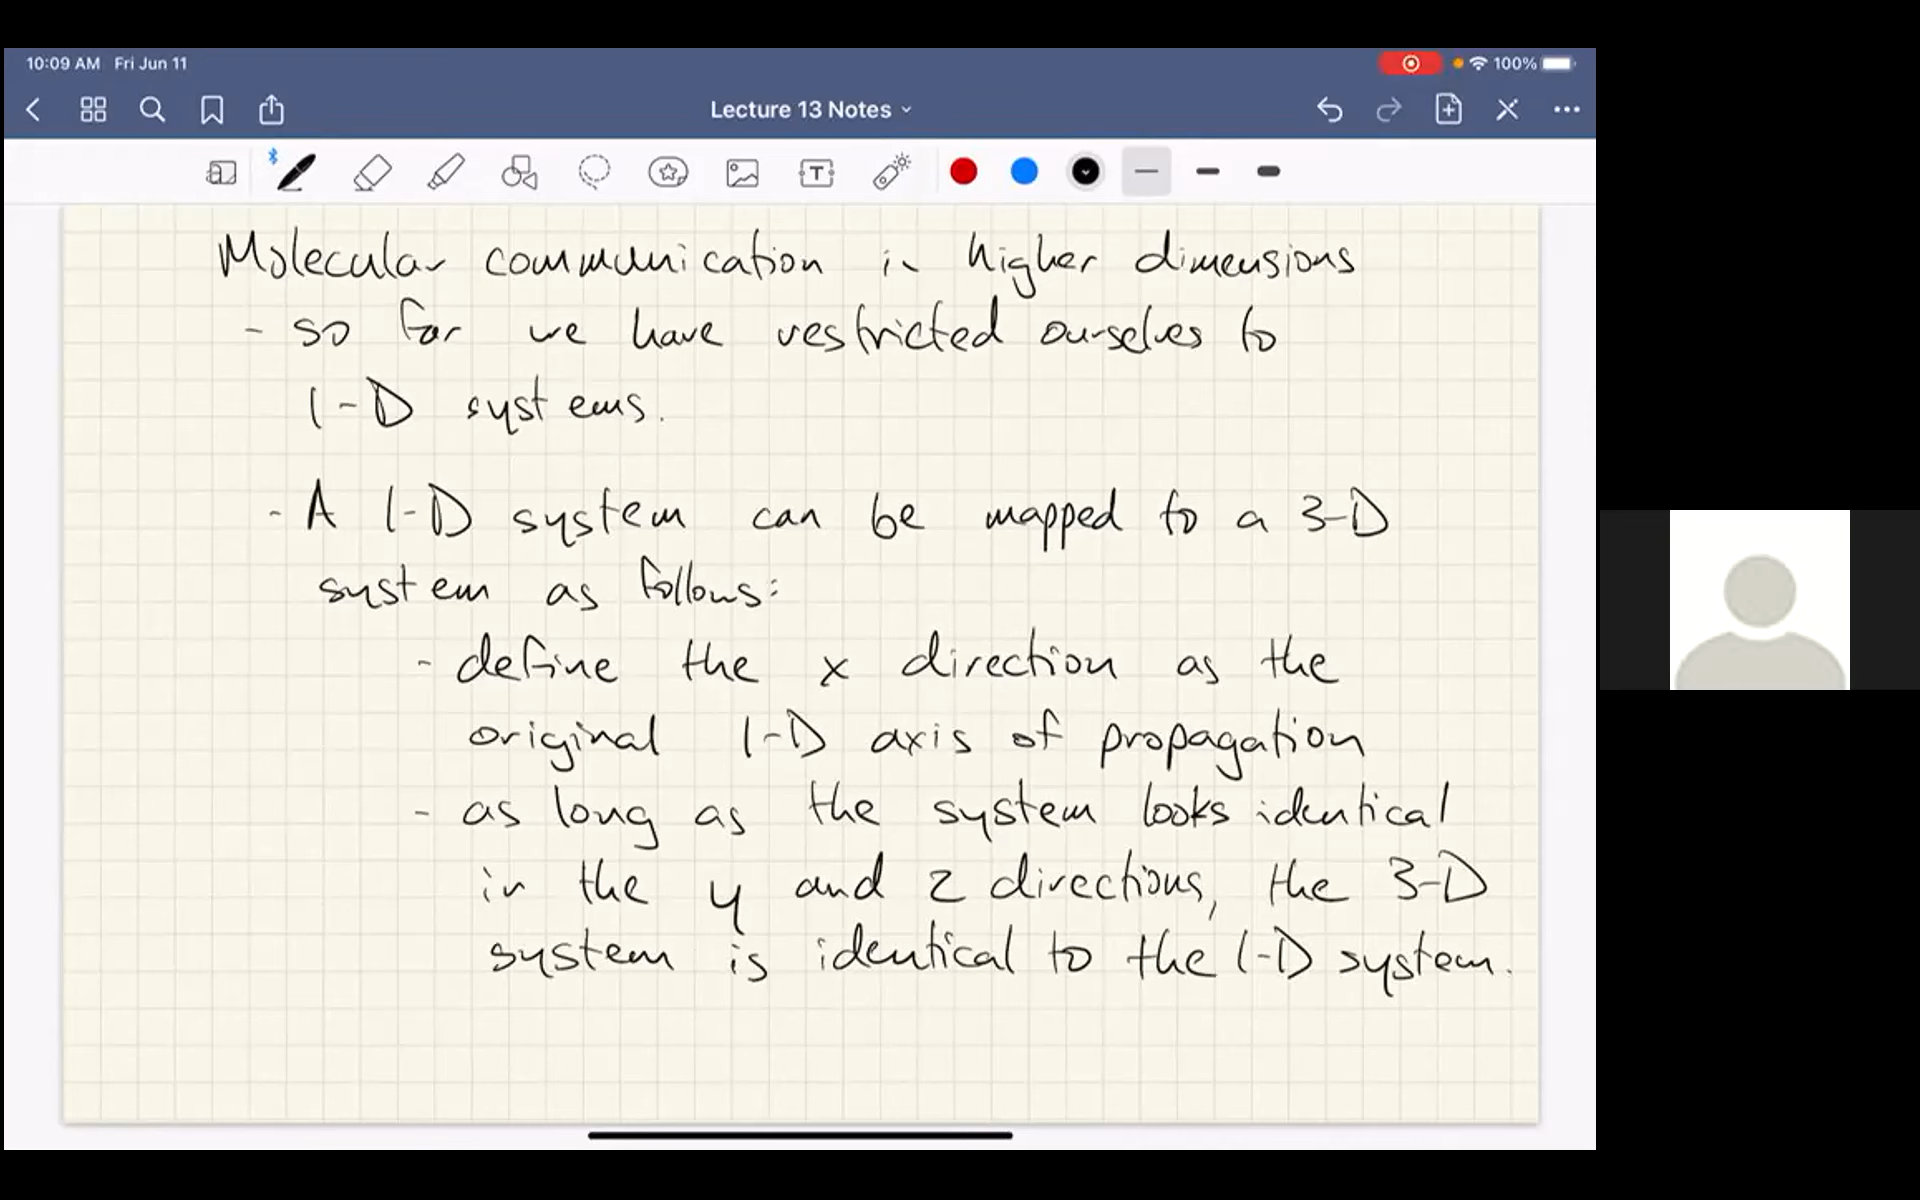 10:09 AM Fri Jun 11
100%
Lecture 13 Notes
Molecular communication in higher dimensions
- so far we have restricted ourselves to
1-D systems.
- A 1-D system can be mapped to a 3-D
system as follows:
- define the x direction as the
original 1-D axis of propagation
- as long as the system looks identical
in the y and z directions, the 3-D
system is identical to the 1-D system.